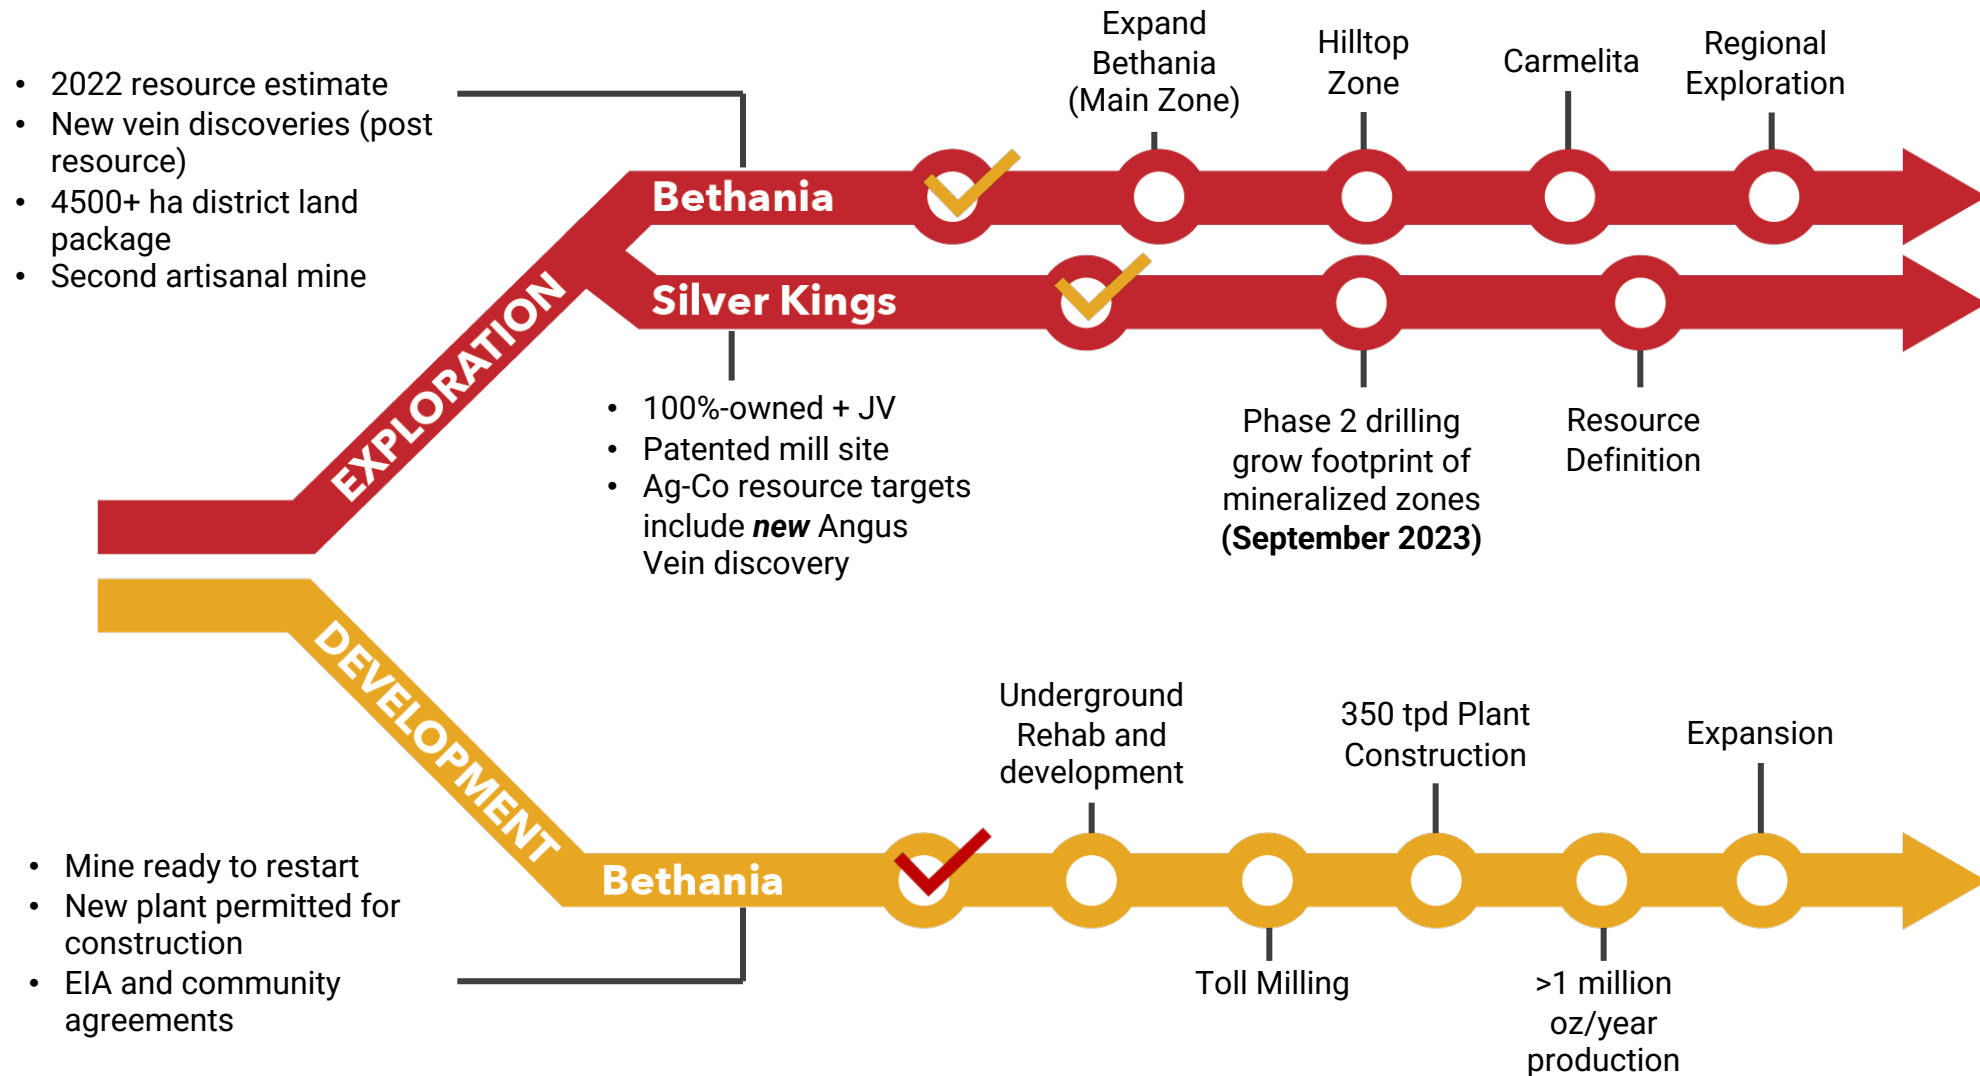 • 2022 resource estimate
• New vein discoveries (post
resource)
• 4500+ ha district land
package
• Second artisanal mine
Expand
Bethania
(Main Zone)
Hilltop
Zone
Carmelita
Regional
Exploration
Bethania
Silver Kings
EXPLORATION
• 100%-owned + JV
• Patented mill site
• Ag-Co resource targets
include new Angus
Vein discovery
Phase 2 drilling
grow footprint of
mineralized zones
(September 2023)
Resource
Definition
DEVELOPMENT
Underground
Rehab and
development
350 tpd Plant
Construction
Expansion
Bethania
• Mine ready to restart
• New plant permitted for
construction
• EIA and community
agreements
Toll Milling
>1 million
oz/year
production